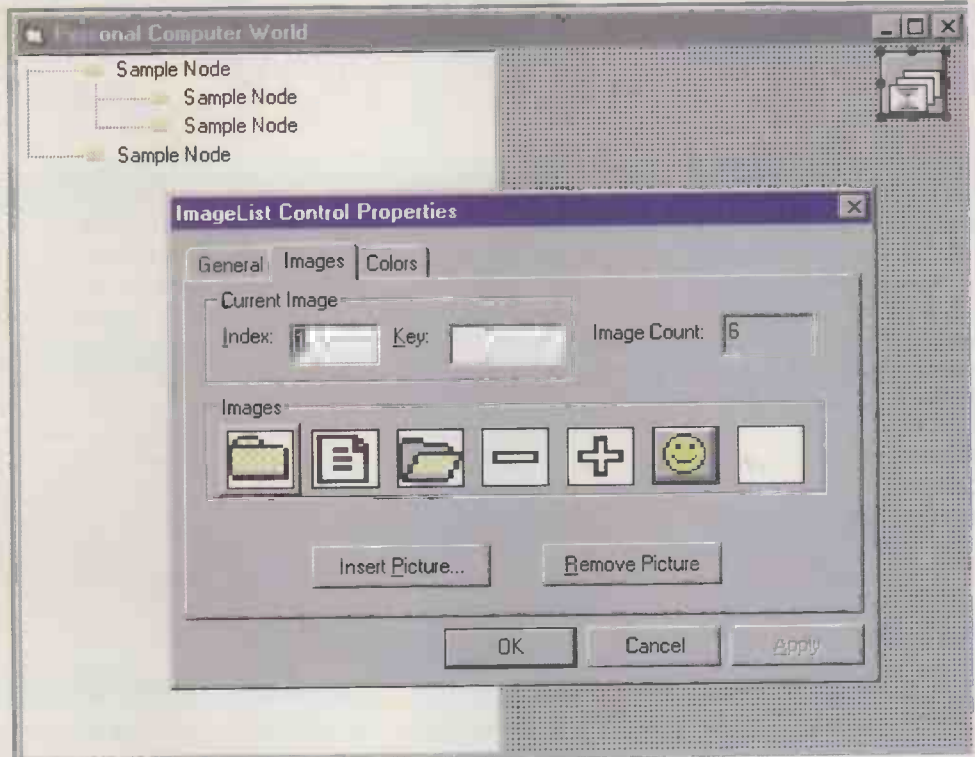 onal Computer World
Sample Node
Sample Node
Sample Node
Sample Node
ImageList Control Properties
General Images Colors
Current Image
Index: 1 Key: Image Count: 6
Images
Insert Picture... Remove Picture
OK Cancel Apply